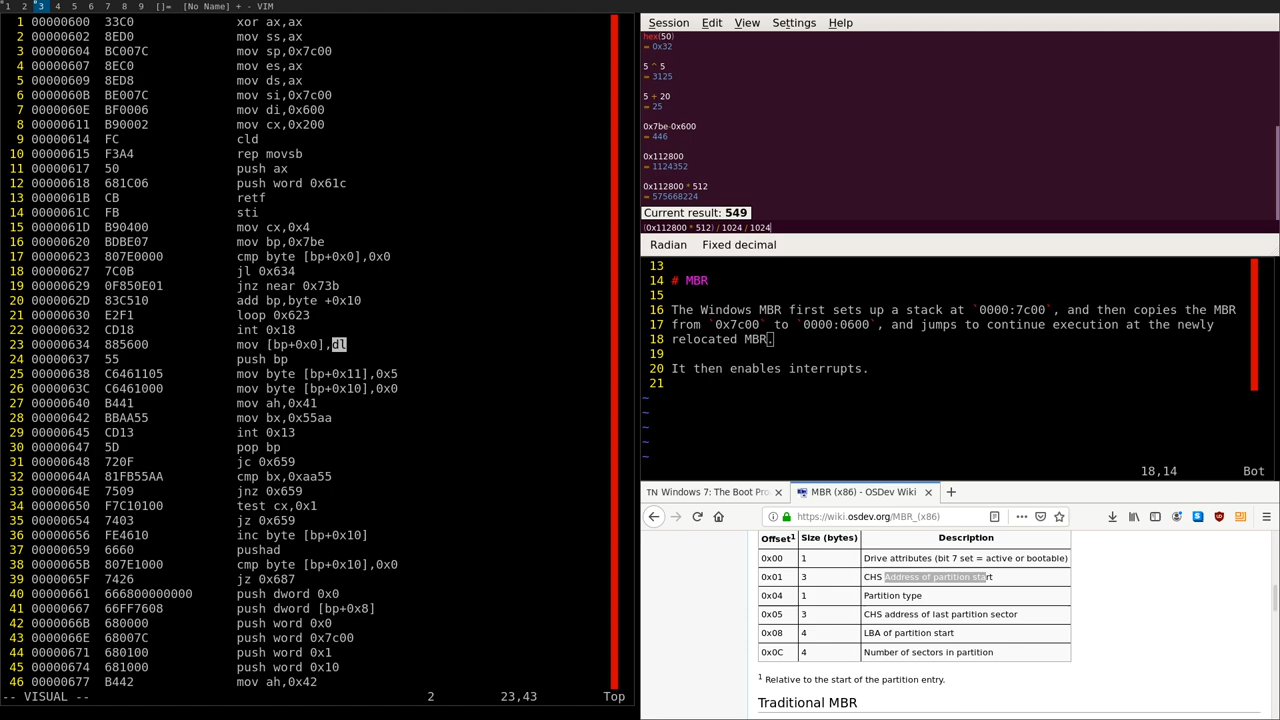 1 2 3 4 5 6 7 8 9 []= [No Name] + - VIM
1 00000600 33C0 xor ax,ax
2 00000602 8ED0 mov ss,ax
3 00000604 BC007C mov sp,0x7c00
4 00000607 8EC0 mov es,ax
5 00000609 8ED8 mov ds,ax
6 0000060B BE007C mov si,0x7c00
7 0000060E BF0006 mov di,0x600
8 00000611 B90002 mov cx,0x200
9 00000614 FC cld
10 00000615 F3A4 rep movsb
11 00000617 50 push ax
12 00000618 681C06 push word 0x61c
13 0000061B CB retf
14 0000061C FB sti
15 0000061D B90400 mov cx,0x4
16 00000620 BDBE07 mov bp,0x7be
17 00000623 807E0000 cmp byte [bp+0x0],0x0
18 00000627 7C0B jl 0x634
19 00000629 0F850E01 jnz near 0x73b
20 0000062D 83C510 add bp,byte +0x10
21 00000630 E2F1 loop 0x623
22 00000632 CD18 int 0x18
23 00000634 885600 mov [bp+0x0],dl
24 00000637 55 push bp
25 00000638 C6461105 mov byte [bp+0x11],0x5
26 0000063C C6461000 mov byte [bp+0x10],0x0
27 00000640 B441 mov ah,0x41
28 00000642 BBAA55 mov bx,0x55aa
29 00000645 CD13 int 0x13
30 00000647 5D pop bp
31 00000648 720F jc 0x659
32 0000064A 81FB55AA cmp bx,0xaa55
33 0000064E 7509 jnz 0x659
34 00000650 F7C10100 test cx,0x1
35 00000654 7403 jz 0x659
36 00000656 FE4610 inc byte [bp+0x10]
37 00000659 6660 pushad
38 0000065B 807E1000 cmp byte [bp+0x10],0x0
39 0000065F 7426 jz 0x687
40 00000661 666800000000 push dword 0x0
41 00000667 66FF7608 push dword [bp+0x8]
42 0000066B 680000 push word 0x0
43 0000066E 68007C push word 0x7c00
44 00000671 680100 push word 0x1
45 00000674 681000 push word 0x10
46 00000677 B442 mov ah,0x42
-- VISUAL -- 2 23,43 Top
Session Edit View Settings Help
hex(50)
= 0x32
5 ^ 5
= 3125
5 + 20
= 25
0x7be-0x600
= 446
0x112800
= 1124352
0x112800 * 512
= 575668224
Current result: 549
(0x112800 * 512) / 1024 / 1024
Radian Fixed decimal
13
14 # MBR
15
16 The Windows MBR first sets up a stack at `0000:7c00`, and then copies the MBR
17 from `0x7c00` to `0000:0600`, and jumps to continue execution at the newly
18 relocated MBR.
19
20 It then enables interrupts.
21
~
~
~
~
~
18,14 Bot
TN Windows 7: The Boot Pro MBR (x86) - OSDev Wiki
https://wiki.osdev.org/MBR_(x86)
Offset1 Size (bytes) Description
0x00 1 Drive attributes (bit 7 set = active or bootable)
0x01 3 CHS Address of partition start
0x04 1 Partition type
0x05 3 CHS address of last partition sector
0x08 4 LBA of partition start
0x0C 4 Number of sectors in partition
1 Relative to the start of the partition entry.
Traditional MBR